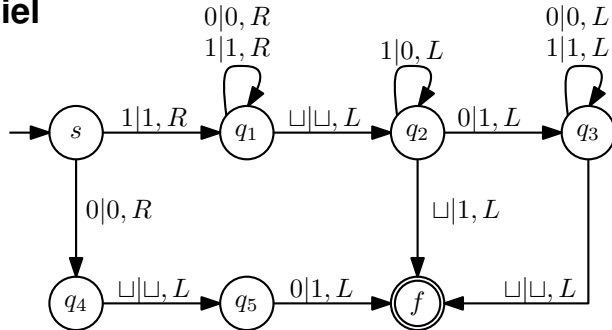 iel
0|0, R
1|1, R
1|0, L
0|0, L
1|1, L
s
1|1, R
q₁
⊔|⊔, L
q₂
0|1, L
q₃
0|0, R
⊔|1, L
q₄
⊔|⊔, L
q₅
0|1, L
f
⊔|⊔, L